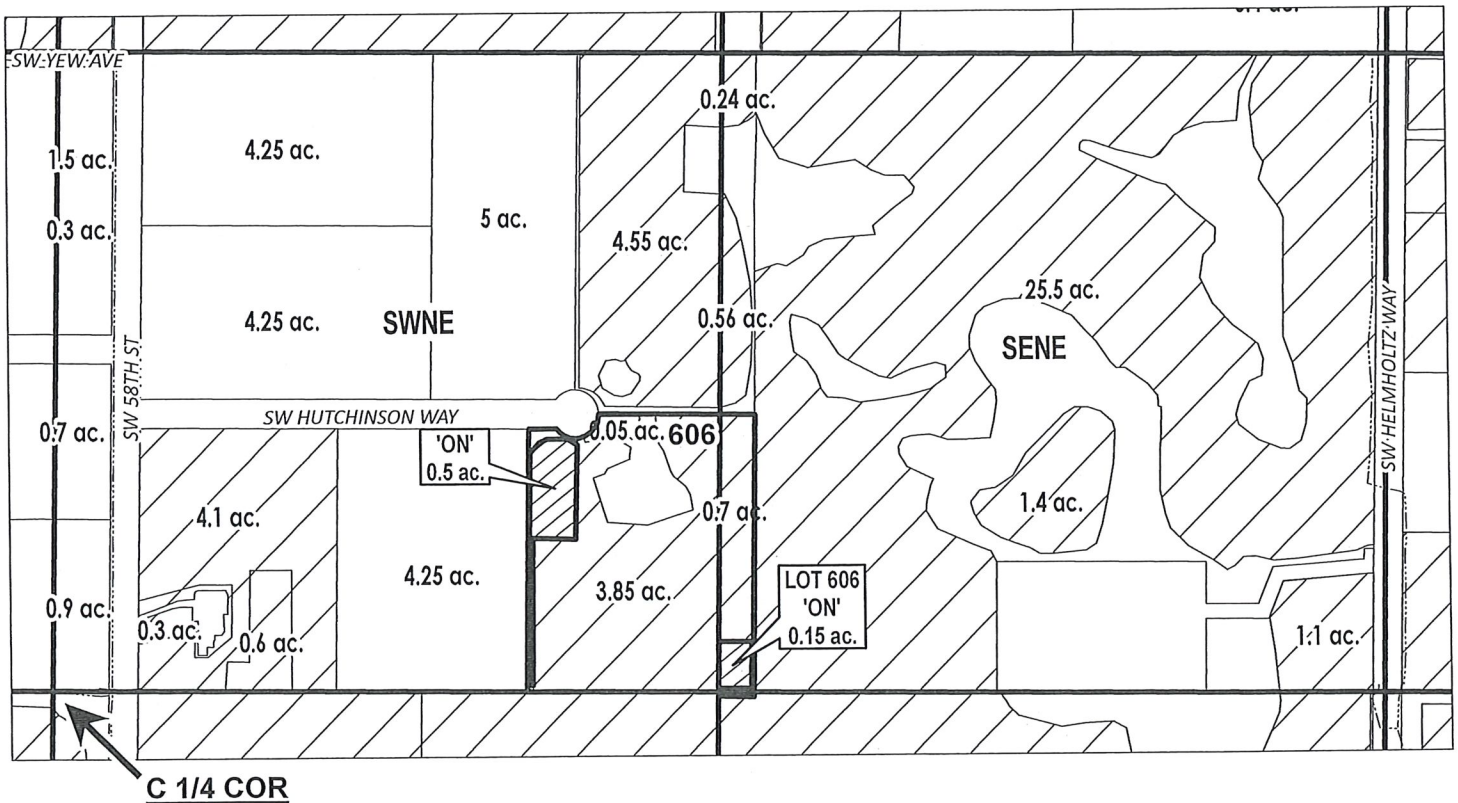 SW YEW AVE
0.24 ac.
1.5 ac.
4.25 ac.
0.3 ac.
5 ac.
4.55 ac.
25.5 ac.
4.25 ac.
SWNE
0.56 ac.
SENE
SW 58TH ST
SW HELMHOLTZ WAY
SW HUTCHINSON WAY
0.7 ac.
'ON'
0.5 ac.
0.05 ac. 606
4.1 ac.
0.7 ac.
1.4 ac.
4.25 ac.
3.85 ac.
LOT 606
'ON'
0.15 ac.
0.9 ac.
0.3 ac.
0.6 ac.
1.1 ac.
C 1/4 COR